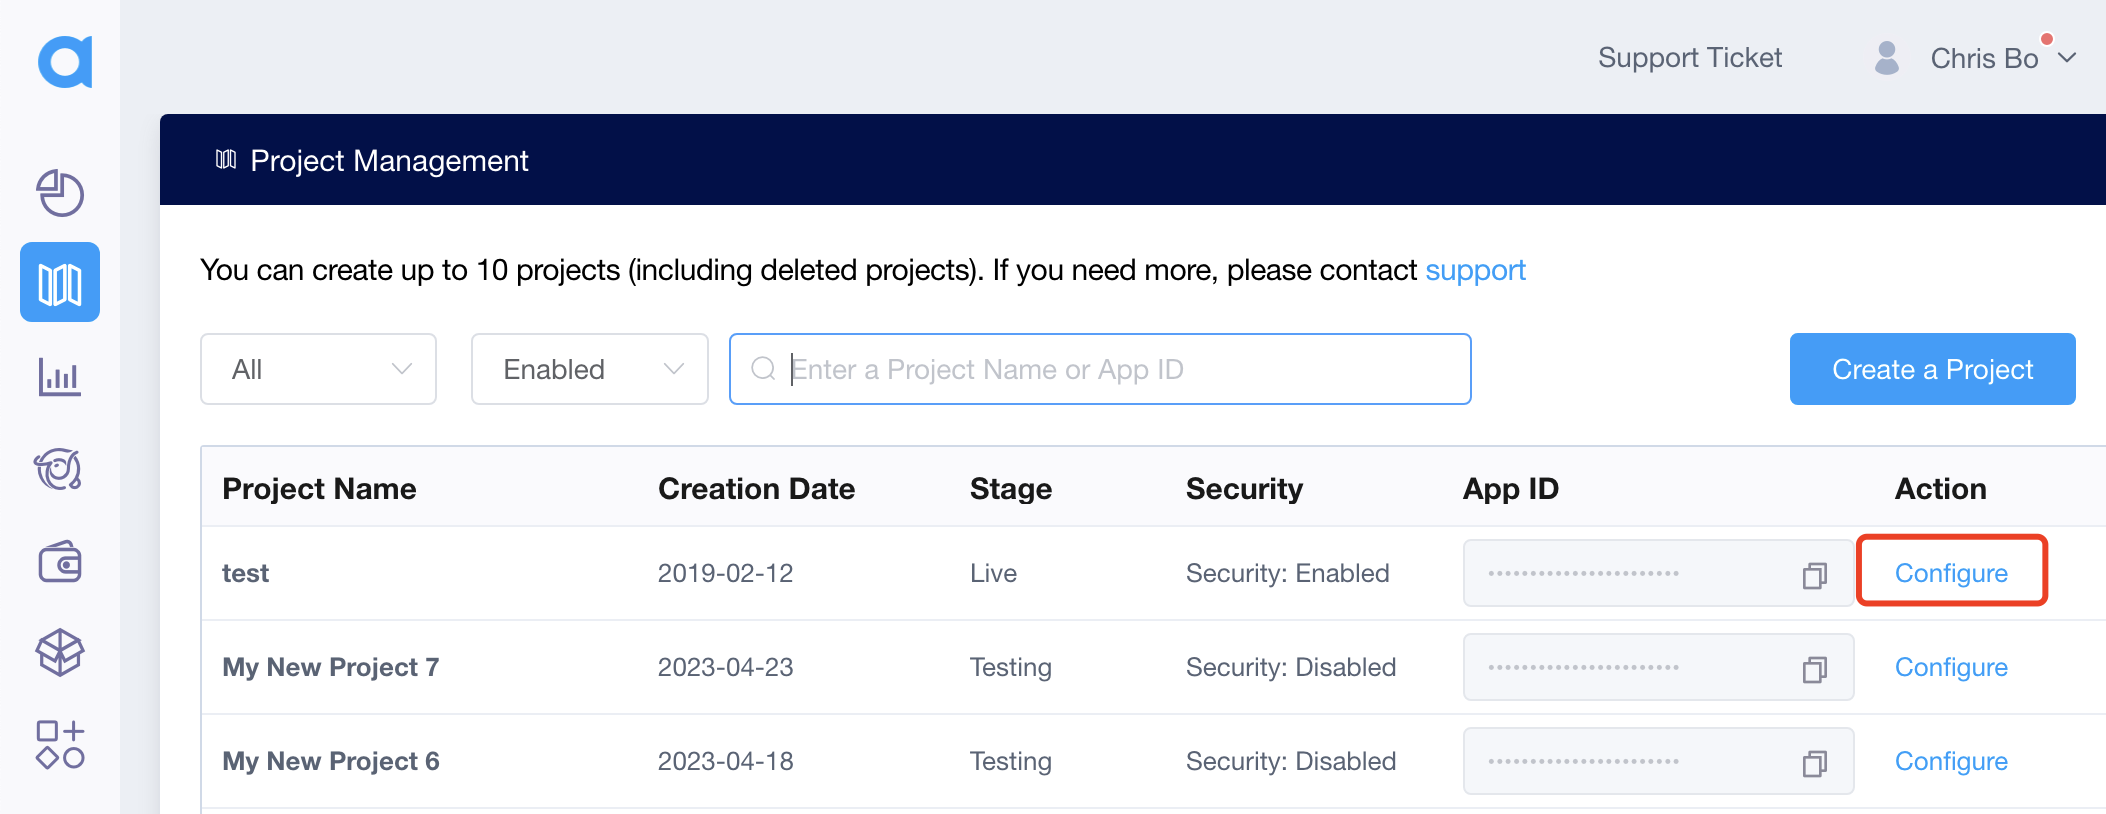 Support Ticket
Chris Bo
Project Management
You can create up to 10 projects (including deleted projects). If you need more, please contact support
All
Enabled
Enter a Project Name or App ID
Create a Project
Project Name Creation Date Stage Security App ID Action
test 2019-02-12 Live Security: Enabled Configure
My New Project 7 2023-04-23 Testing Security: Disabled Configure
My New Project 6 2023-04-18 Testing Security: Disabled Configure